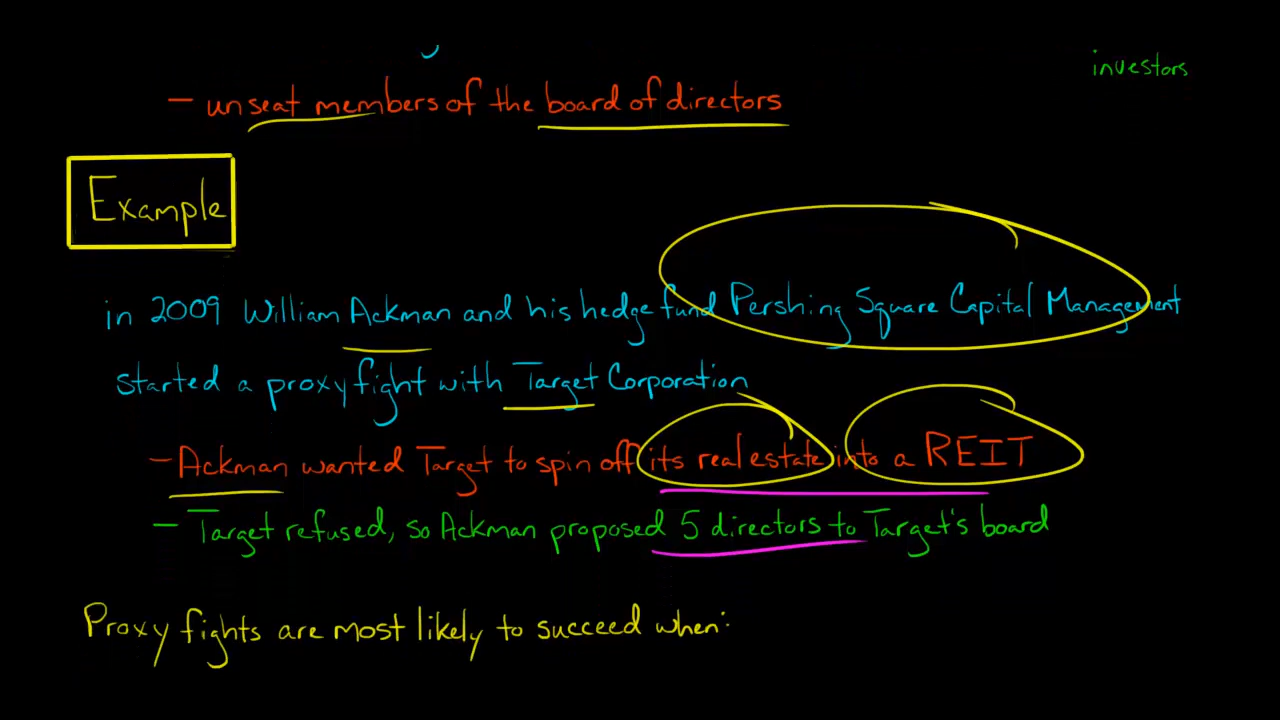 investors
- unseat members of the board of directors
Example
in 2009 William Ackman and his hedge fund Pershing Square Capital Management
started a proxy fight with Target Corporation
- Ackman wanted Target to spin off its real estate into a REIT
- Target refused, so Ackman proposed 5 directors to Target's board
Proxy fights are most likely to succeed when: